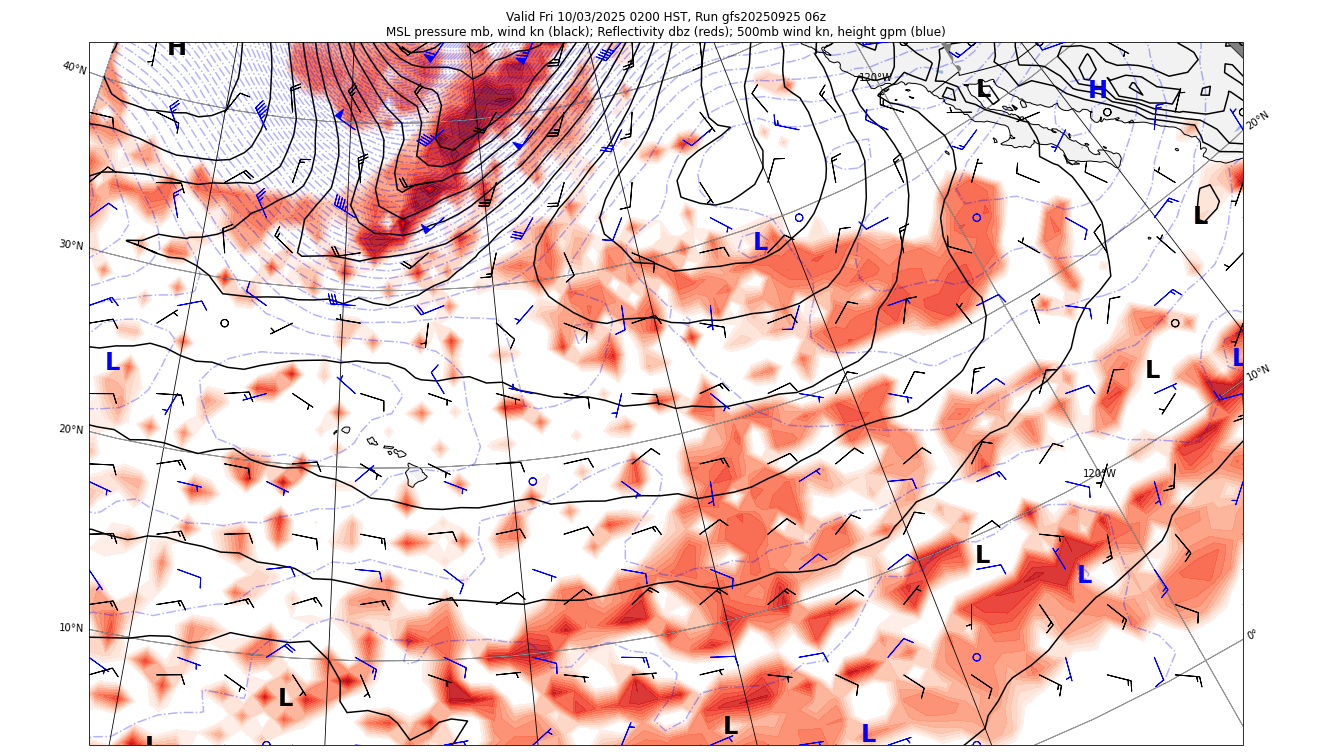 Valid Fri 10/03/2025 0200 HST, Run gfs20250925 06z
MSL pressure mb, wind kn (black); Reflectivity dbz (reds); 500mb wind kn, height gpm (blue)
H
40°N
120°W
L
H
20°N
L
30°N
L
L
L
L
10°N
20°N
120°W
L
L
10°N
0°
L
L
L
L